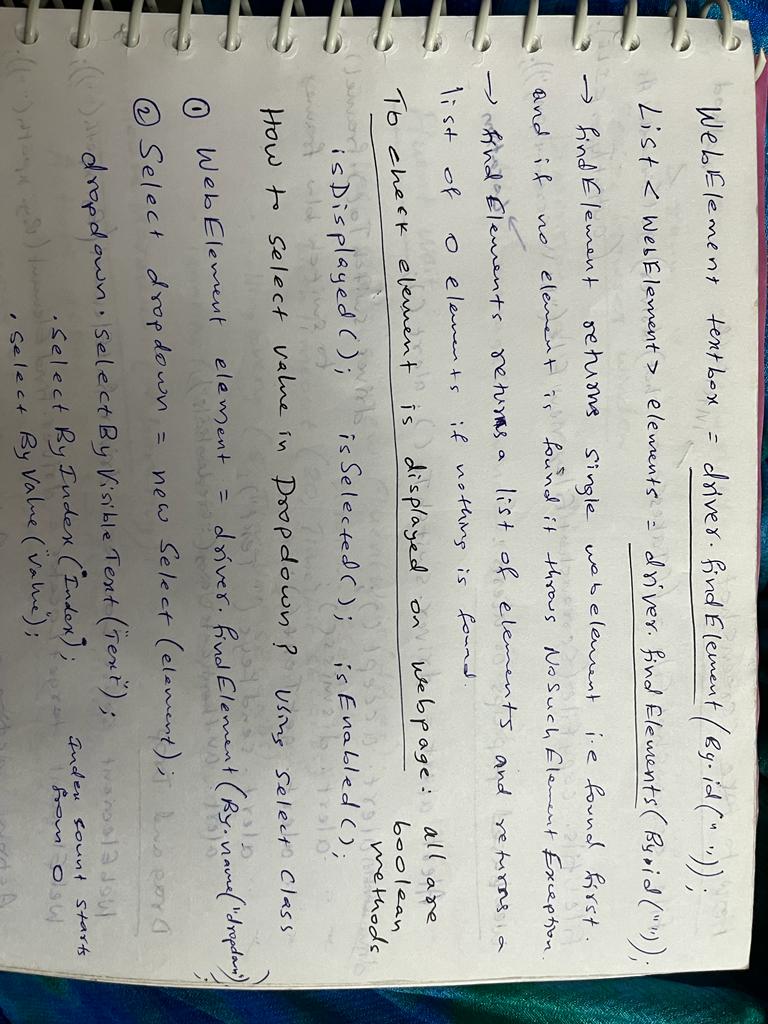 WebElement textbox = driver.findElement(By.id(" "));
List <WebElement> elements = driver.findElements(By.id(""));
→ findElement returns single webelement i.e found first.
and if no element is found it throws NoSuchElementException.
→ findElements returns a list of elements and returns a
list of 0 elements if nothing is found.
To check element is displayed on webpage: all are
boolean
methods
isDisplayed(); isSelected(); isEnabled();
How to select value in Dropdown? Using Select Class
① WebElement element = driver.findElement(By.name("dropdown"));
② Select dropdown = new Select(element);
dropdown.selectByVisibleText("Text");
.selectByIndex("Index"); Index count starts
from 0
.selectByValue("value");